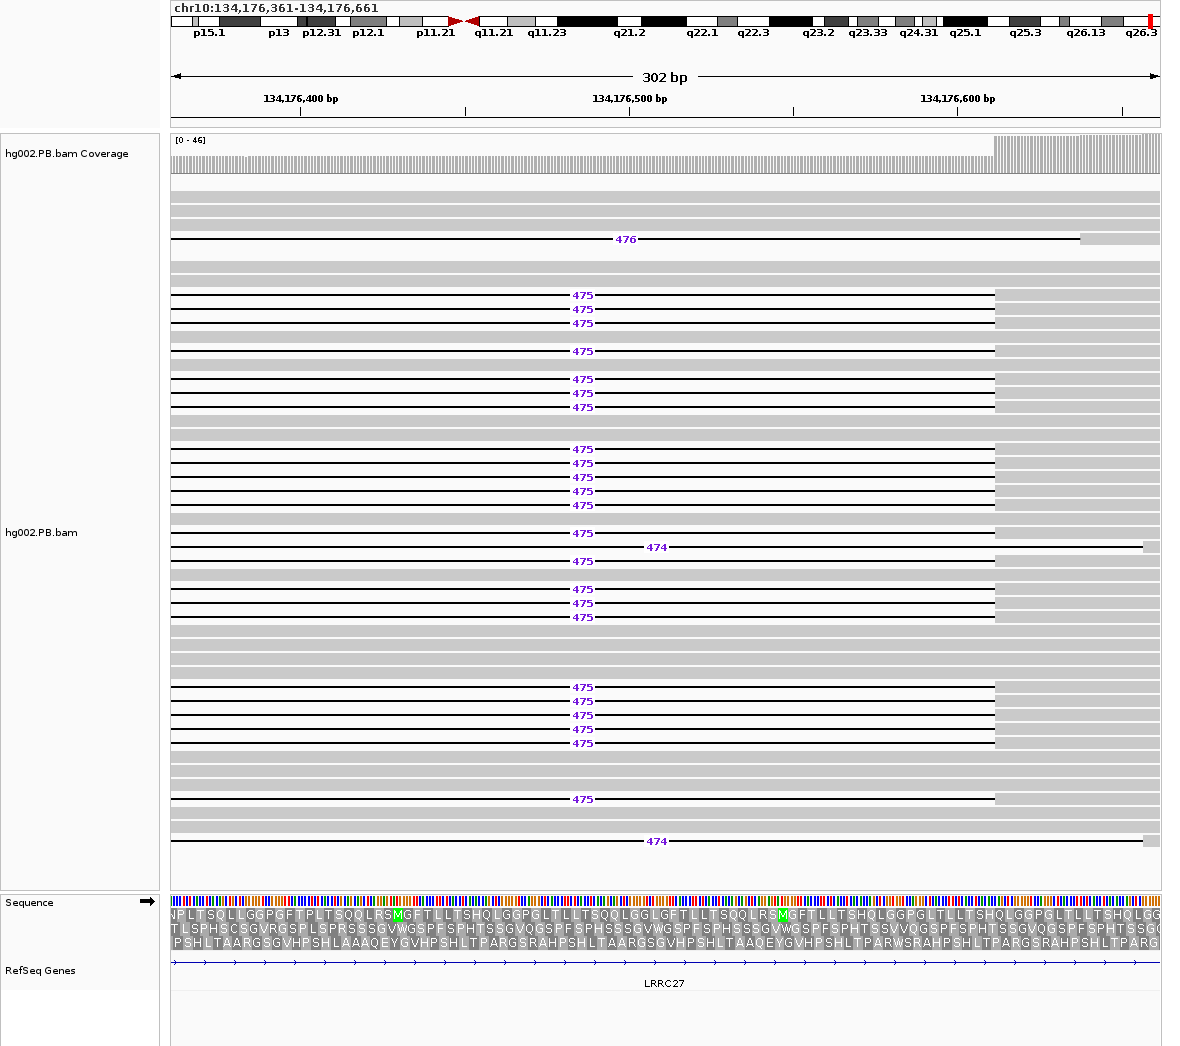 chr10:134,176,361-134,176,661
p15.1 p13 p12.31 p12.1 p11.21 q11.21 q11.23 q21.2 q22.1 q22.3 q23.2 q23.33 q24.31 q25.1 q25.3 q26.13 q26.3
302 bp
134,176,400 bp 134,176,500 bp 134,176,600 bp
[0 - 46]
hg002.PB.bam Coverage
476
475
475
475
475
475
475
475
475
475
475
475
475
hg002.PB.bam
475
474
475
475
475
475
475
475
475
475
475
475
474
Sequence
NPLTSQLLGGPGFTPLTSQQLRSMGFTLLTSHQLGGPGLTLLTSQQLGGLGFTLLTSQQLRSMGFTLLTSHQLGGPGLTLLTSHQLGGPGLTLLTSHQLGG
TLSPHSCSGVRGSPLSPRSSSGVWGSPFSPHTSSGVQGSPFSPHSSSGVWGSPFSPHSSSGVWGSPFSPHTSSVVQGSPFSPHTSSGVQGSPFSPHTSSG
PSHLTAARGSGVHPSHLAAAQEYGVHPSHLTPARGSRAHPSHLTAARGSGVHPSHLTAAQEYGVHPSHLTPARWSRAHPSHLTPARGSRAHPSHLTPARG
RefSeq Genes
LRRC27